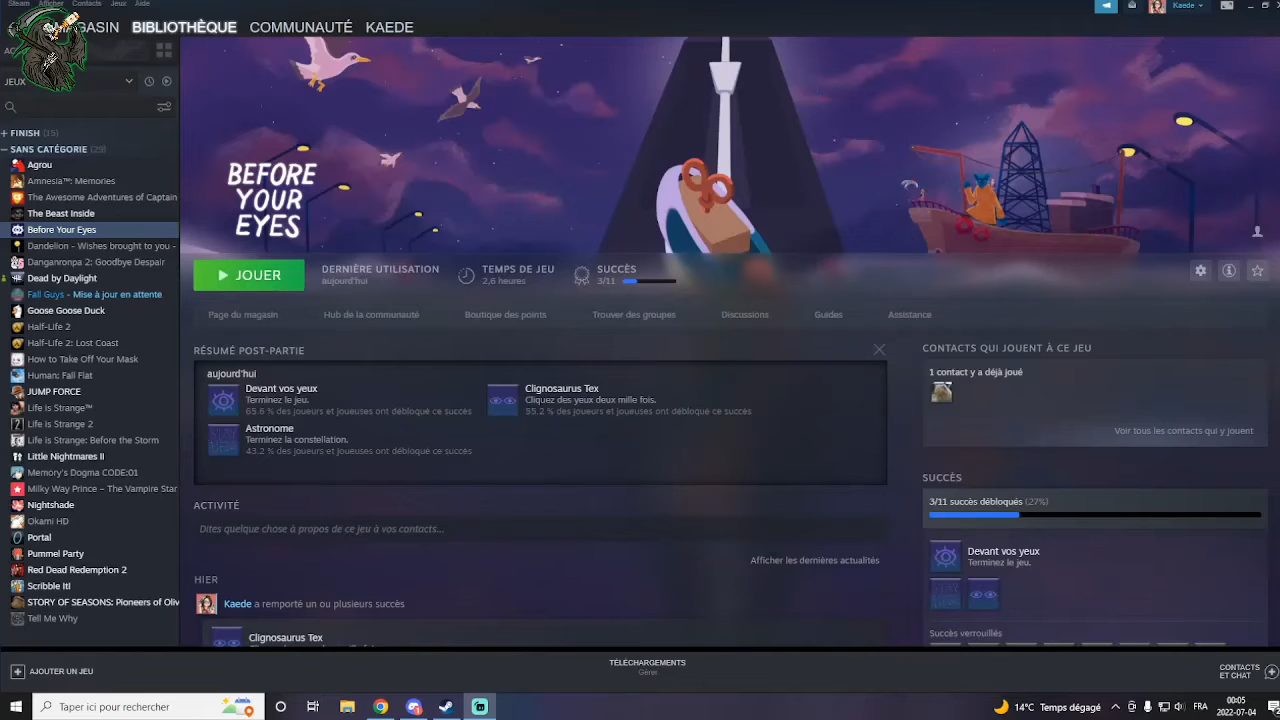 Steam Afficher Contacts Jeux Aide
Kaede
BIBLIOTHÈQUE COMMUNAUTÉ KAEDE
JEUX
FINISH (15)
SANS CATÉGORIE (29)
Agrou
Amnesia™: Memories
The Awesome Adventures of Captain
The Beast Inside
Before Your Eyes
Dandelion - Wishes brought to you -
Danganronpa 2: Goodbye Despair
Dead by Daylight
Fall Guys - Mise à jour en attente
Goose Goose Duck
Half-Life 2
Half-Life 2: Lost Coast
How to Take Off Your Mask
Human: Fall Flat
JUMP FORCE
Life is Strange™
Life is Strange 2
Life is Strange: Before the Storm
Little Nightmares II
Memory's Dogma CODE:01
Milky Way Prince – The Vampire Star
Nightshade
Okami HD
Portal
Pummel Party
Red Dead Redemption 2
Scribble It!
STORY OF SEASONS: Pioneers of Oliv
Tell Me Why
BEFORE
YOUR
EYES
JOUER
DERNIÈRE UTILISATION
aujourd'hui
TEMPS DE JEU
2,6 heures
SUCCÈS
3/11
Page du magasin Hub de la communauté Boutique des points Trouver des groupes Discussions Guides Assistance
RÉSUMÉ POST-PARTIE
aujourd'hui
Devant vos yeux
Terminez le jeu.
65.6 % des joueurs et joueuses ont débloqué ce succès
Clignosaurus Tex
Cliquez des yeux deux mille fois.
55.2 % des joueurs et joueuses ont débloqué ce succès
Astronome
Terminez la constellation.
43.2 % des joueurs et joueuses ont débloqué ce succès
ACTIVITÉ
Dites quelque chose à propos de ce jeu à vos contacts...
Afficher les dernières actualités
HIER
Kaede a remporté un ou plusieurs succès
Clignosaurus Tex
CONTACTS QUI JOUENT À CE JEU
1 contact y a déjà joué
Voir tous les contacts qui y jouent
SUCCÈS
3/11 succès débloqués (27%)
Devant vos yeux
Terminez le jeu.
Succès verrouillés
AJOUTER UN JEU
TÉLÉCHARGEMENTS
Gérer
CONTACTS
ET CHAT
Taper ici pour rechercher
14°C Temps dégagé
FRA
00:05
2022-07-04